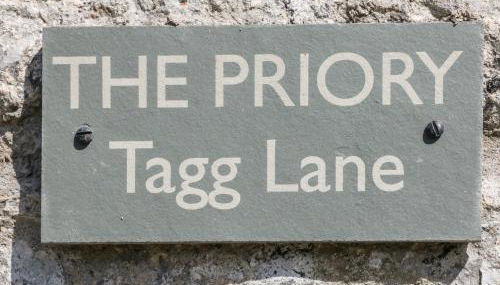 THE PRIORY
Tagg Lane